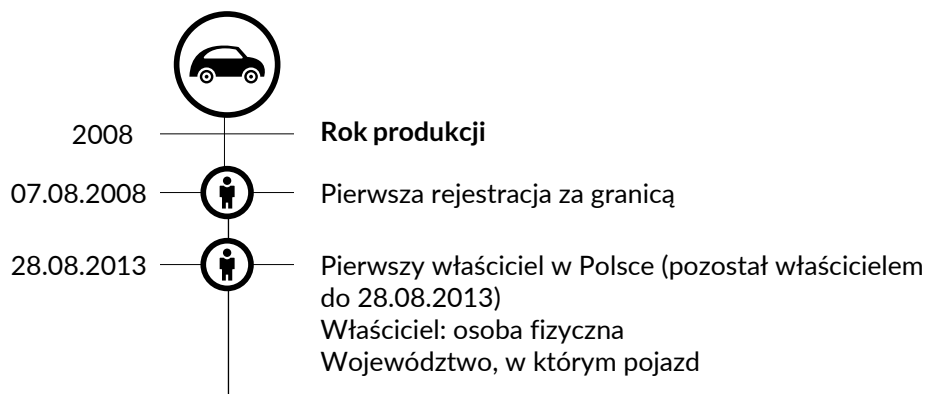 2008 Rok produkcji
07.08.2008 Pierwsza rejestracja za granicą
28.08.2013 Pierwszy właściciel w Polsce (pozostał właścicielem
do 28.08.2013)
Właściciel: osoba fizyczna
Województwo, w którym pojazd